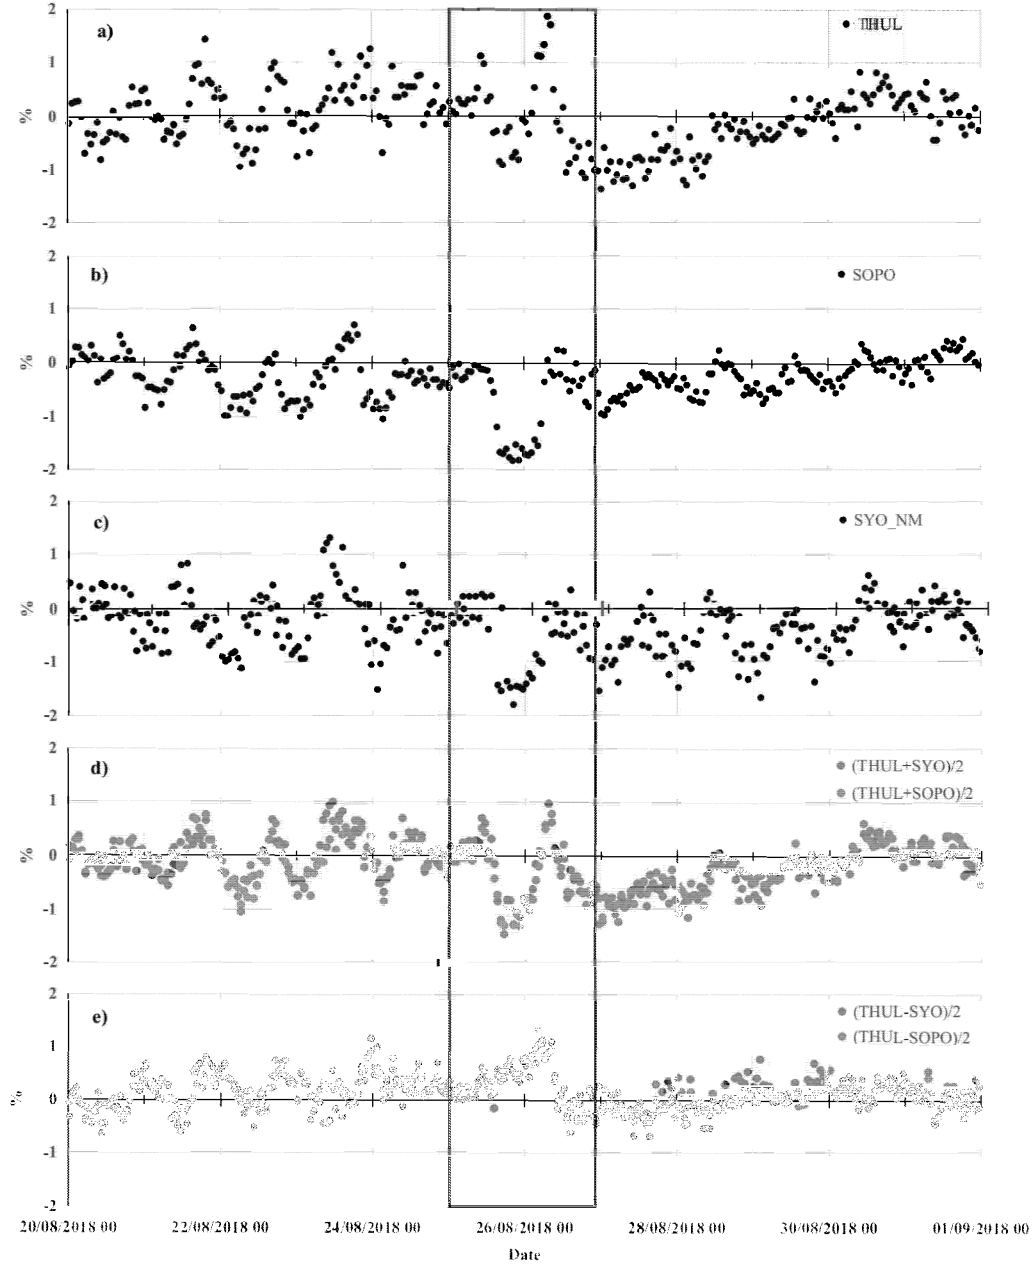 2
a)
THUL
1
0
%
-1
-2
2
b)
SOPO
1
0
%
-1
-2
2
c)
SYO_NM
1
0
%
-1
-2
2
d)
(THUL+SYO)/2
(THUL+SOPO)/2
1
0
%
-1
-2
2
e)
(THUL-SYO)/2
(THUL-SOPO)/2
1
0
%
-1
-2
20/08/2018 00 22/08/2018 00 24/08/2018 00 26/08/2018 00 28/08/2018 00 30/08/2018 00 01/09/2018 00
Date